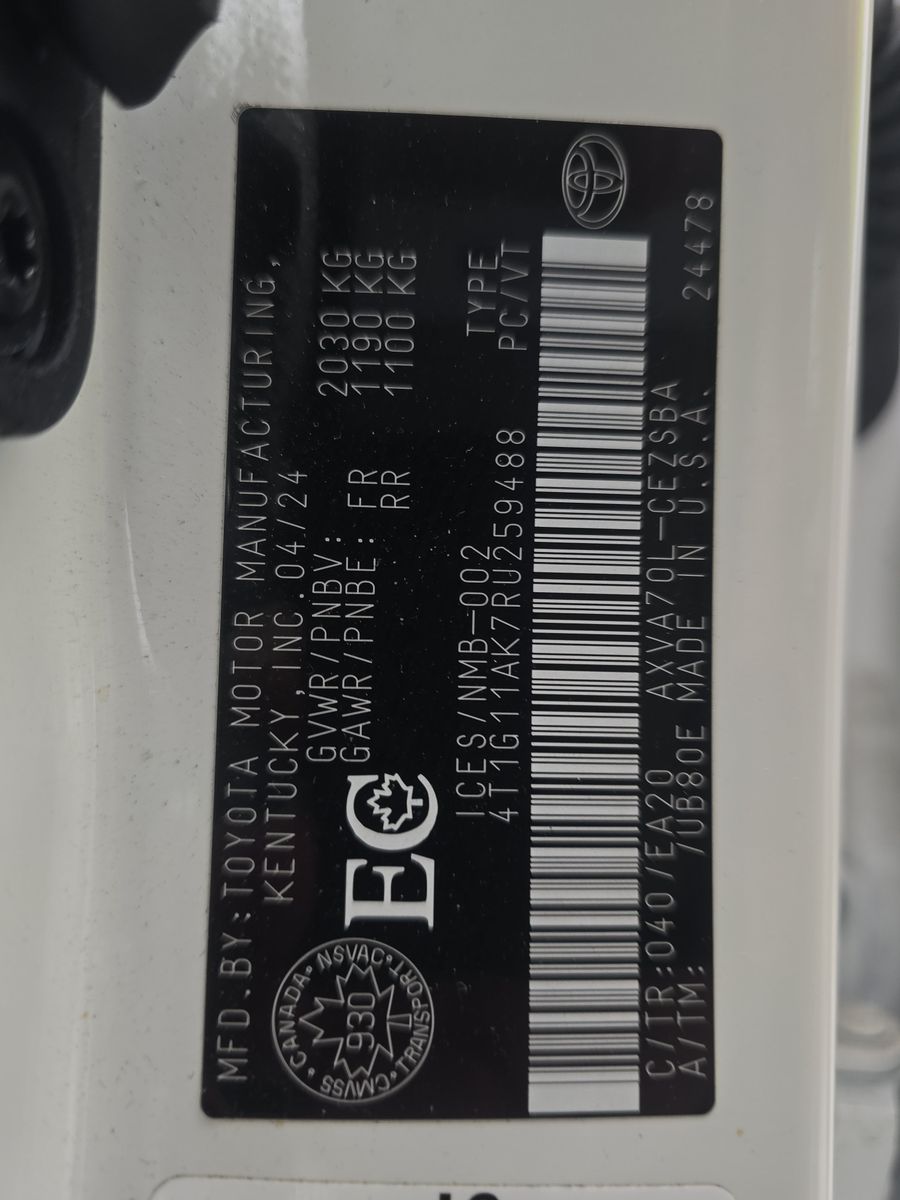 MFD.BY:TOYOTA MOTOR MANUFACTURING,
KENTUCKY,INC.04/24
GVWR/PNBV: 2030 KG
GAWR/PNBE: FR 1190 KG
RR 1100 KG
CANADA • NSVAC • TRANSPORT • CMVSS •
930
EC
ICES/NMB-002 TYPE
4T1G11AK7RU259488 PC/VT
C/TR:040/EA20 AXVA70L-CEZSBA
A/TM: /UB80E MADE IN U.S.A. 24478